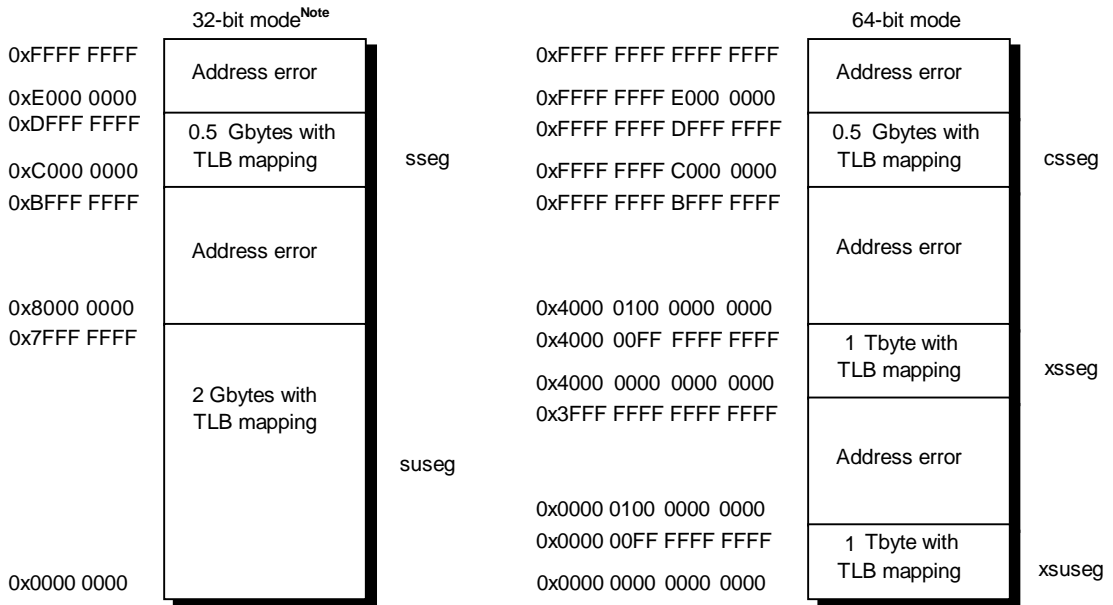 32-bit modeNote
0xFFFF FFFF
Address error
0xE000 0000
0xDFFF FFFF
0.5 Gbytes with
TLB mapping
sseg
0xC000 0000
0xBFFF FFFF
Address error
0x8000 0000
0x7FFF FFFF
2 Gbytes with
TLB mapping
suseg
0x0000 0000
64-bit mode
0xFFFF FFFF FFFF FFFF
Address error
0xFFFF FFFF E000 0000
0xFFFF FFFF DFFF FFFF
0.5 Gbytes with
TLB mapping
csseg
0xFFFF FFFF C000 0000
0xFFFF FFFF BFFF FFFF
Address error
0x4000 0100 0000 0000
0x4000 00FF FFFF FFFF
1 Tbyte with
TLB mapping
xsseg
0x4000 0000 0000 0000
0x3FFF FFFF FFFF FFFF
Address error
0x0000 0100 0000 0000
0x0000 00FF FFFF FFFF
1 Tbyte with
TLB mapping
xsuseg
0x0000 0000 0000 0000